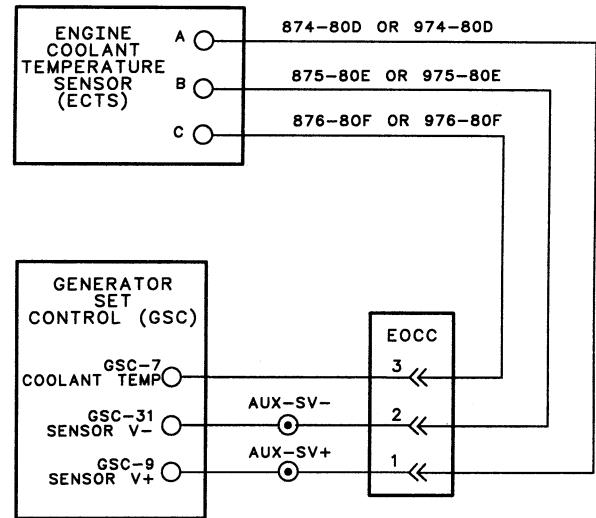 ENGINE
COOLANT
TEMPERATURE
SENSOR
(ECTS)
A
874-80D OR 974-80D
B
875-80E OR 975-80E
C
876-80F OR 976-80F
GENERATOR
SET
CONTROL (GSC)
EOCC
GSC-7
COOLANT TEMP
3
GSC-31
SENSOR V-
AUX-SV-
2
GSC-9
SENSOR V+
AUX-SV+
1